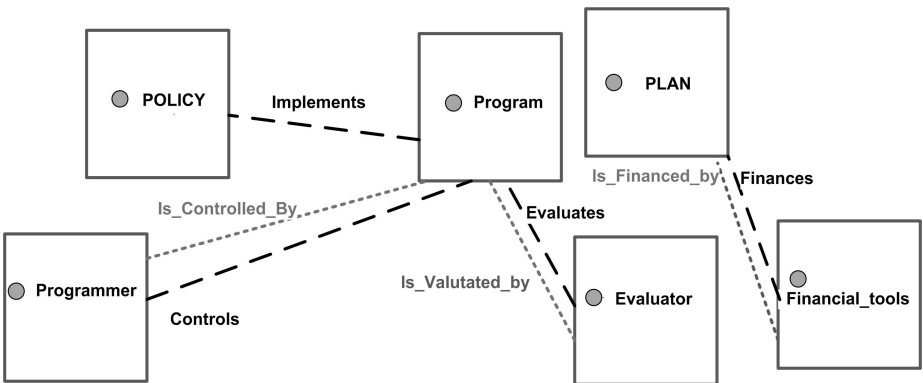 POLICY
Implements
Program
PLAN
Is_Financed_by
Finances
Is_Controlled_By
Evaluates
Programmer
Controls
Is_Valutated_by
Evaluator
Financial_tools